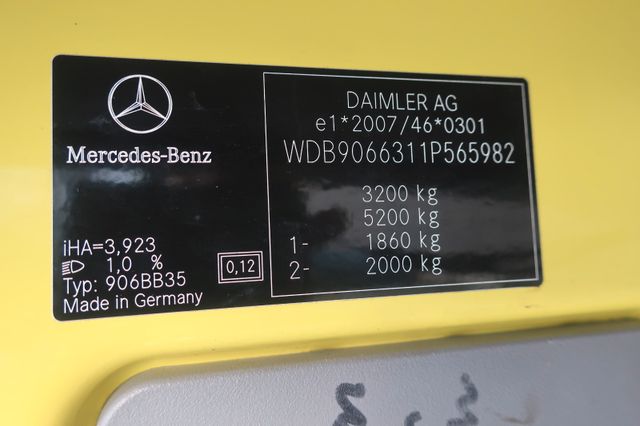 Mercedes-Benz
iHA=3,923
1,0 %
Typ: 906BB35
Made in Germany
0,12
DAIMLER AG
e1*2007/46*0301
WDB9066311P565982
3200 kg
5200 kg
1- 1860 kg
2- 2000 kg